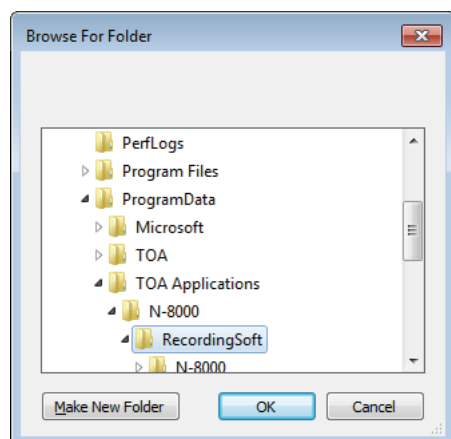 Browse For Folder
PerfLogs
Program Files
ProgramData
Microsoft
TOA
TOA Applications
N-8000
RecordingSoft
N-8000
Make New Folder
OK
Cancel